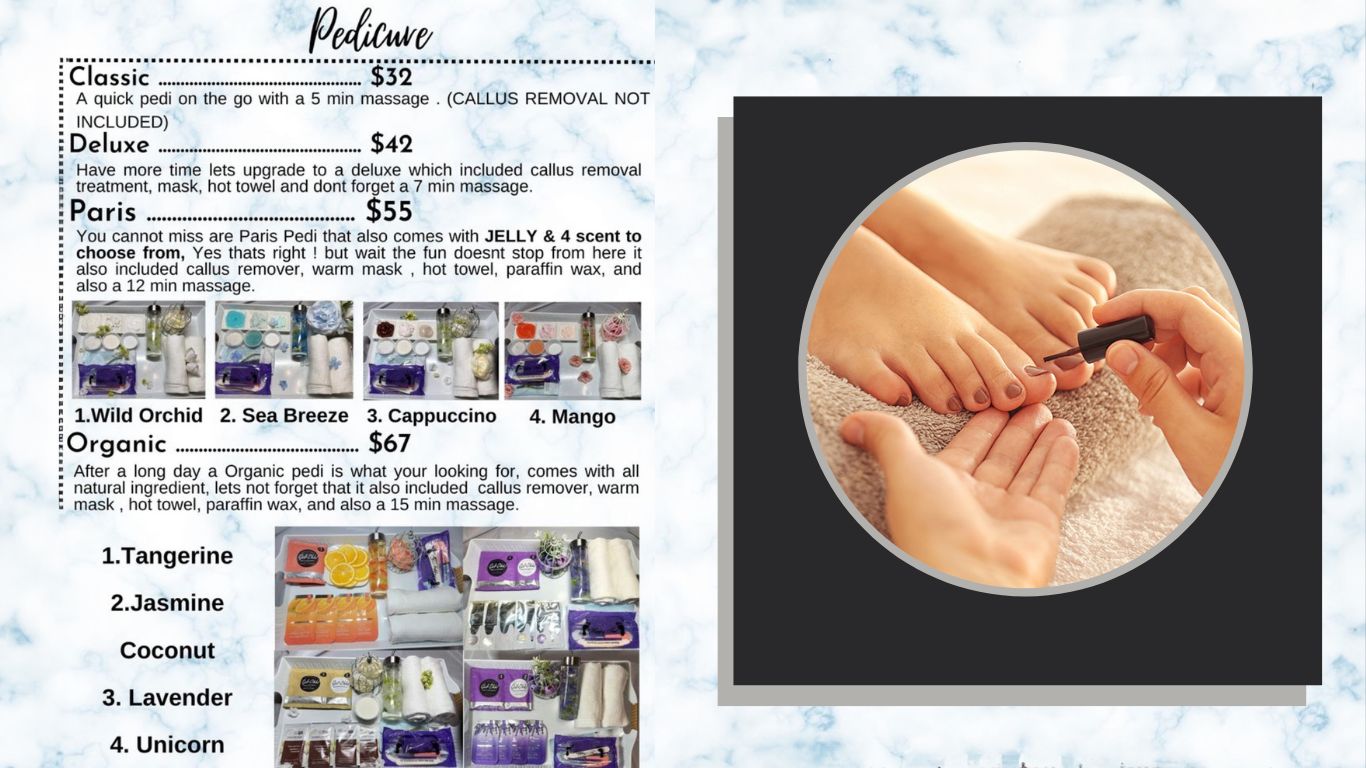 Pedicure
Classic ........................................ $32
A quick pedi on the go with a 5 min massage . (CALLUS REMOVAL NOT
INCLUDED)
Deluxe ........................................ $42
Have more time lets upgrade to a deluxe which included callus removal
treatment, mask, hot towel and dont forget a 7 min massage.
Paris ......................................... $55
You cannot miss are Paris Pedi that also comes with JELLY & 4 scent to
choose from, Yes thats right ! but wait the fun doesnt stop from here it
also included callus remover, warm mask , hot towel, paraffin wax, and
also a 12 min massage.
1.Wild Orchid 2. Sea Breeze 3. Cappuccino 4. Mango
Organic .................................... $67
After a long day a Organic pedi is what your looking for, comes with all
natural ingredient, lets not forget that it also included callus remover, warm
mask , hot towel, paraffin wax, and also a 15 min massage.
1.Tangerine
2.Jasmine
Coconut
3. Lavender
4. Unicorn